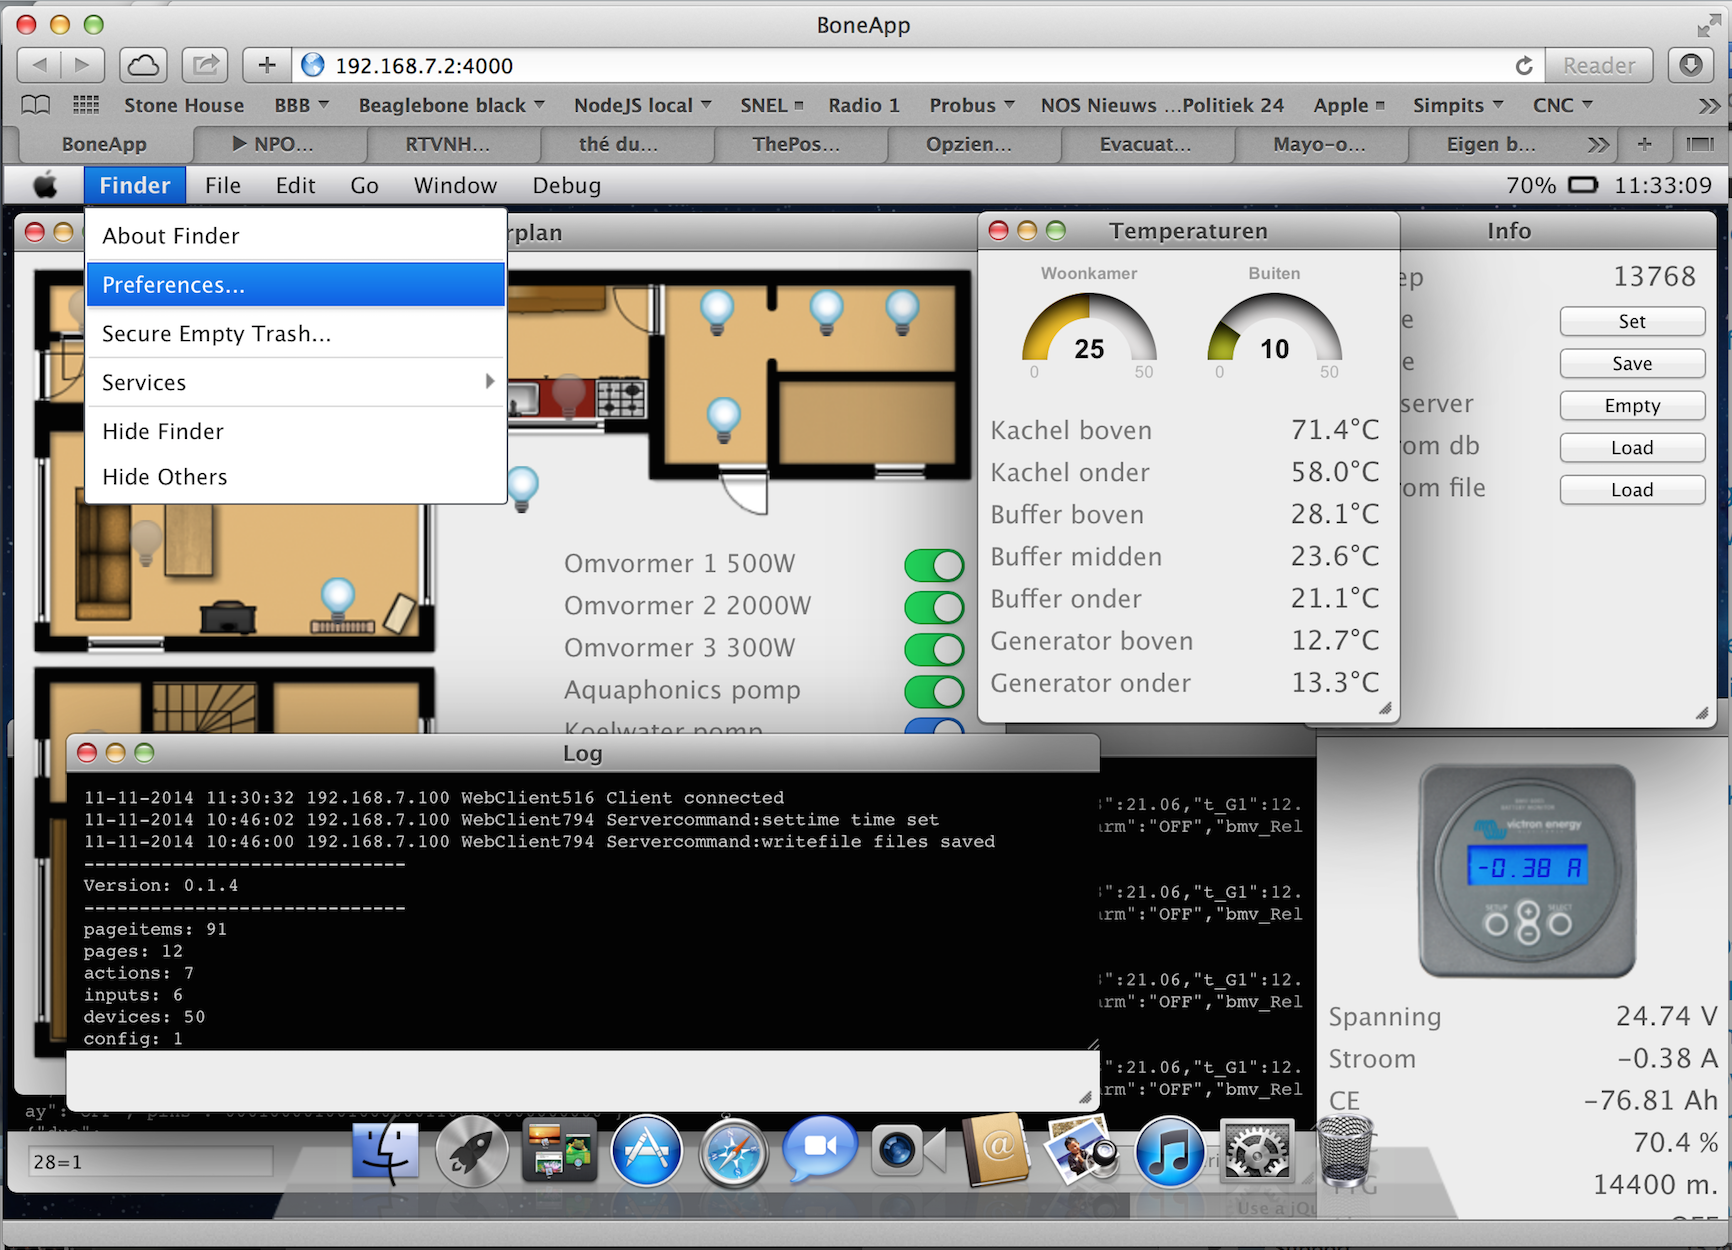 BoneApp
192.168.7.2:4000
Reader
Stone House BBB Beaglebone black NodeJS local SNEL Radio 1 Probus NOS Nieuws ...Politiek 24 Apple Simpits CNC
BoneApp NPO... RTVNH... thé du... ThePos... Opzien... Evacuat... Mayo-o... Eigen b...
Finder File Edit Go Window Debug 70% 11:33:09
About Finder
Preferences...
Secure Empty Trash...
Services
Hide Finder
Hide Others
rplan
Omvormer 1 500W
Omvormer 2 2000W
Omvormer 3 300W
Aquaphonics pomp
Koelwater pomp
Temperaturen
Woonkamer Buiten
25 10
0 50 0 50
Kachel boven 71.4°C
Kachel onder 58.0°C
Buffer boven 28.1°C
Buffer midden 23.6°C
Buffer onder 21.1°C
Generator boven 12.7°C
Generator onder 13.3°C
Info
ep 13768
e Set
e Save
server Empty
om db Load
om file Load
Log
11-11-2014 11:30:32 192.168.7.100 WebClient516 Client connected
11-11-2014 10:46:02 192.168.7.100 WebClient794 Servercommand:settime time set
11-11-2014 10:46:00 192.168.7.100 WebClient794 Servercommand:writefile files saved
-----------------------------
Version: 0.1.4
-----------------------------
pageitems: 91
pages: 12
actions: 7
inputs: 6
devices: 50
config: 1
":21.06,"t_G1":12.
arm":"OFF","bmv_Rel
":21.06,"t_G1":12.
arm":"OFF","bmv_Rel
":21.06,"t_G1":12.
arm":"OFF","bmv_Rel
":21.06,"t_G1":12.
arm":"OFF","bmv_Rel
victron energy
-0.38 A
SETUP SELECT
Spanning 24.74 V
Stroom -0.38 A
CE -76.81 Ah
70.4 %
TTG 14400 m.
28=1
Use a jQu